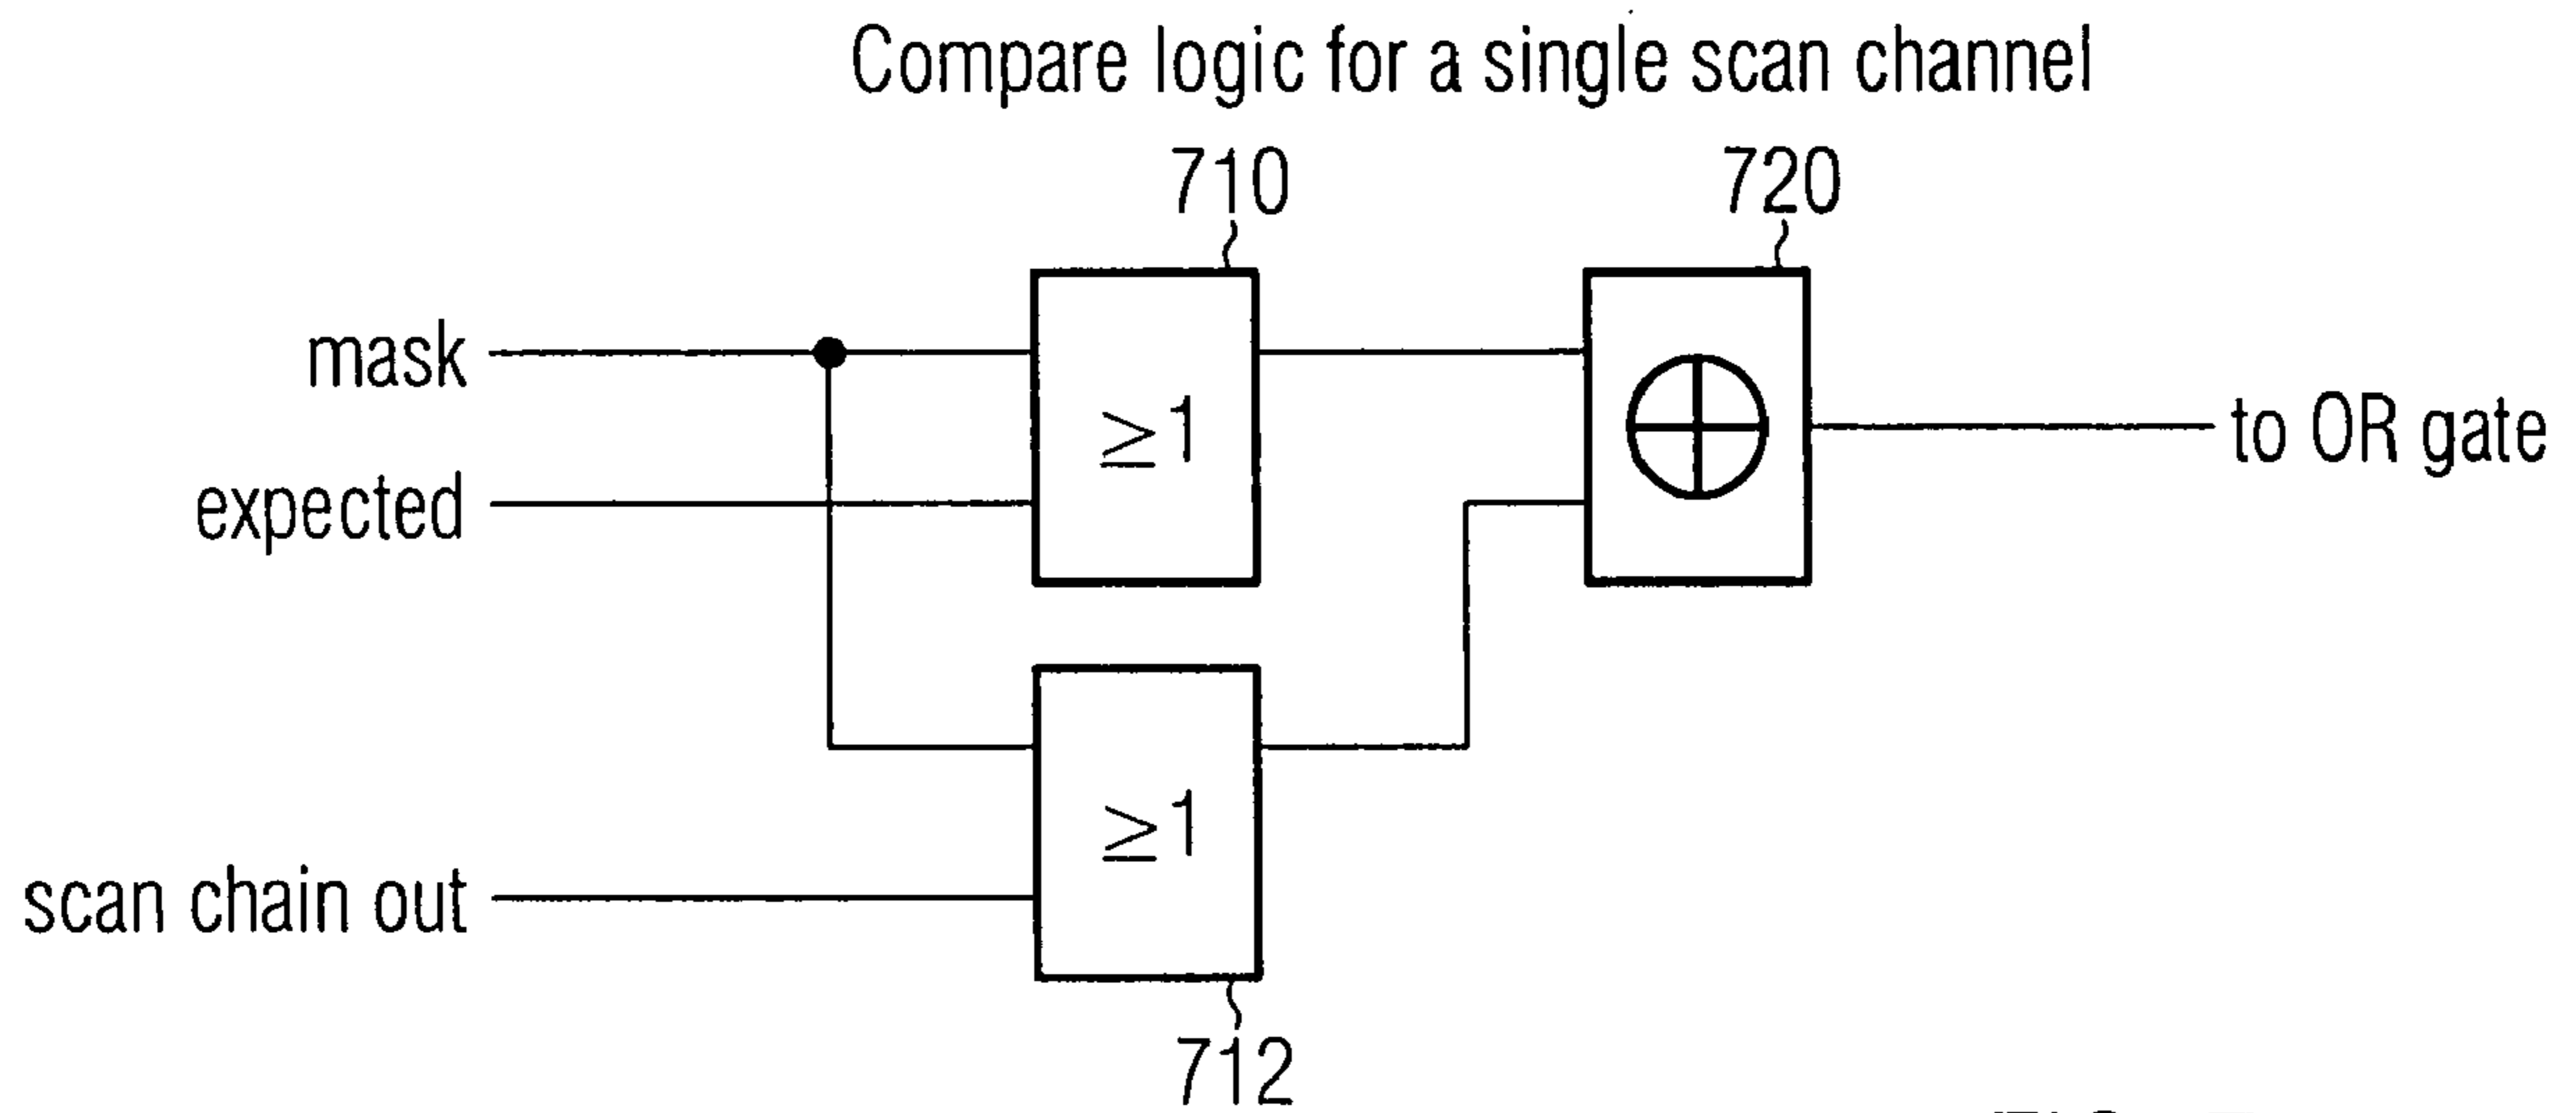 Compare logic for a single scan channel
710
720
mask
expected
≥1
to OR gate
≥1
scan chain out
712